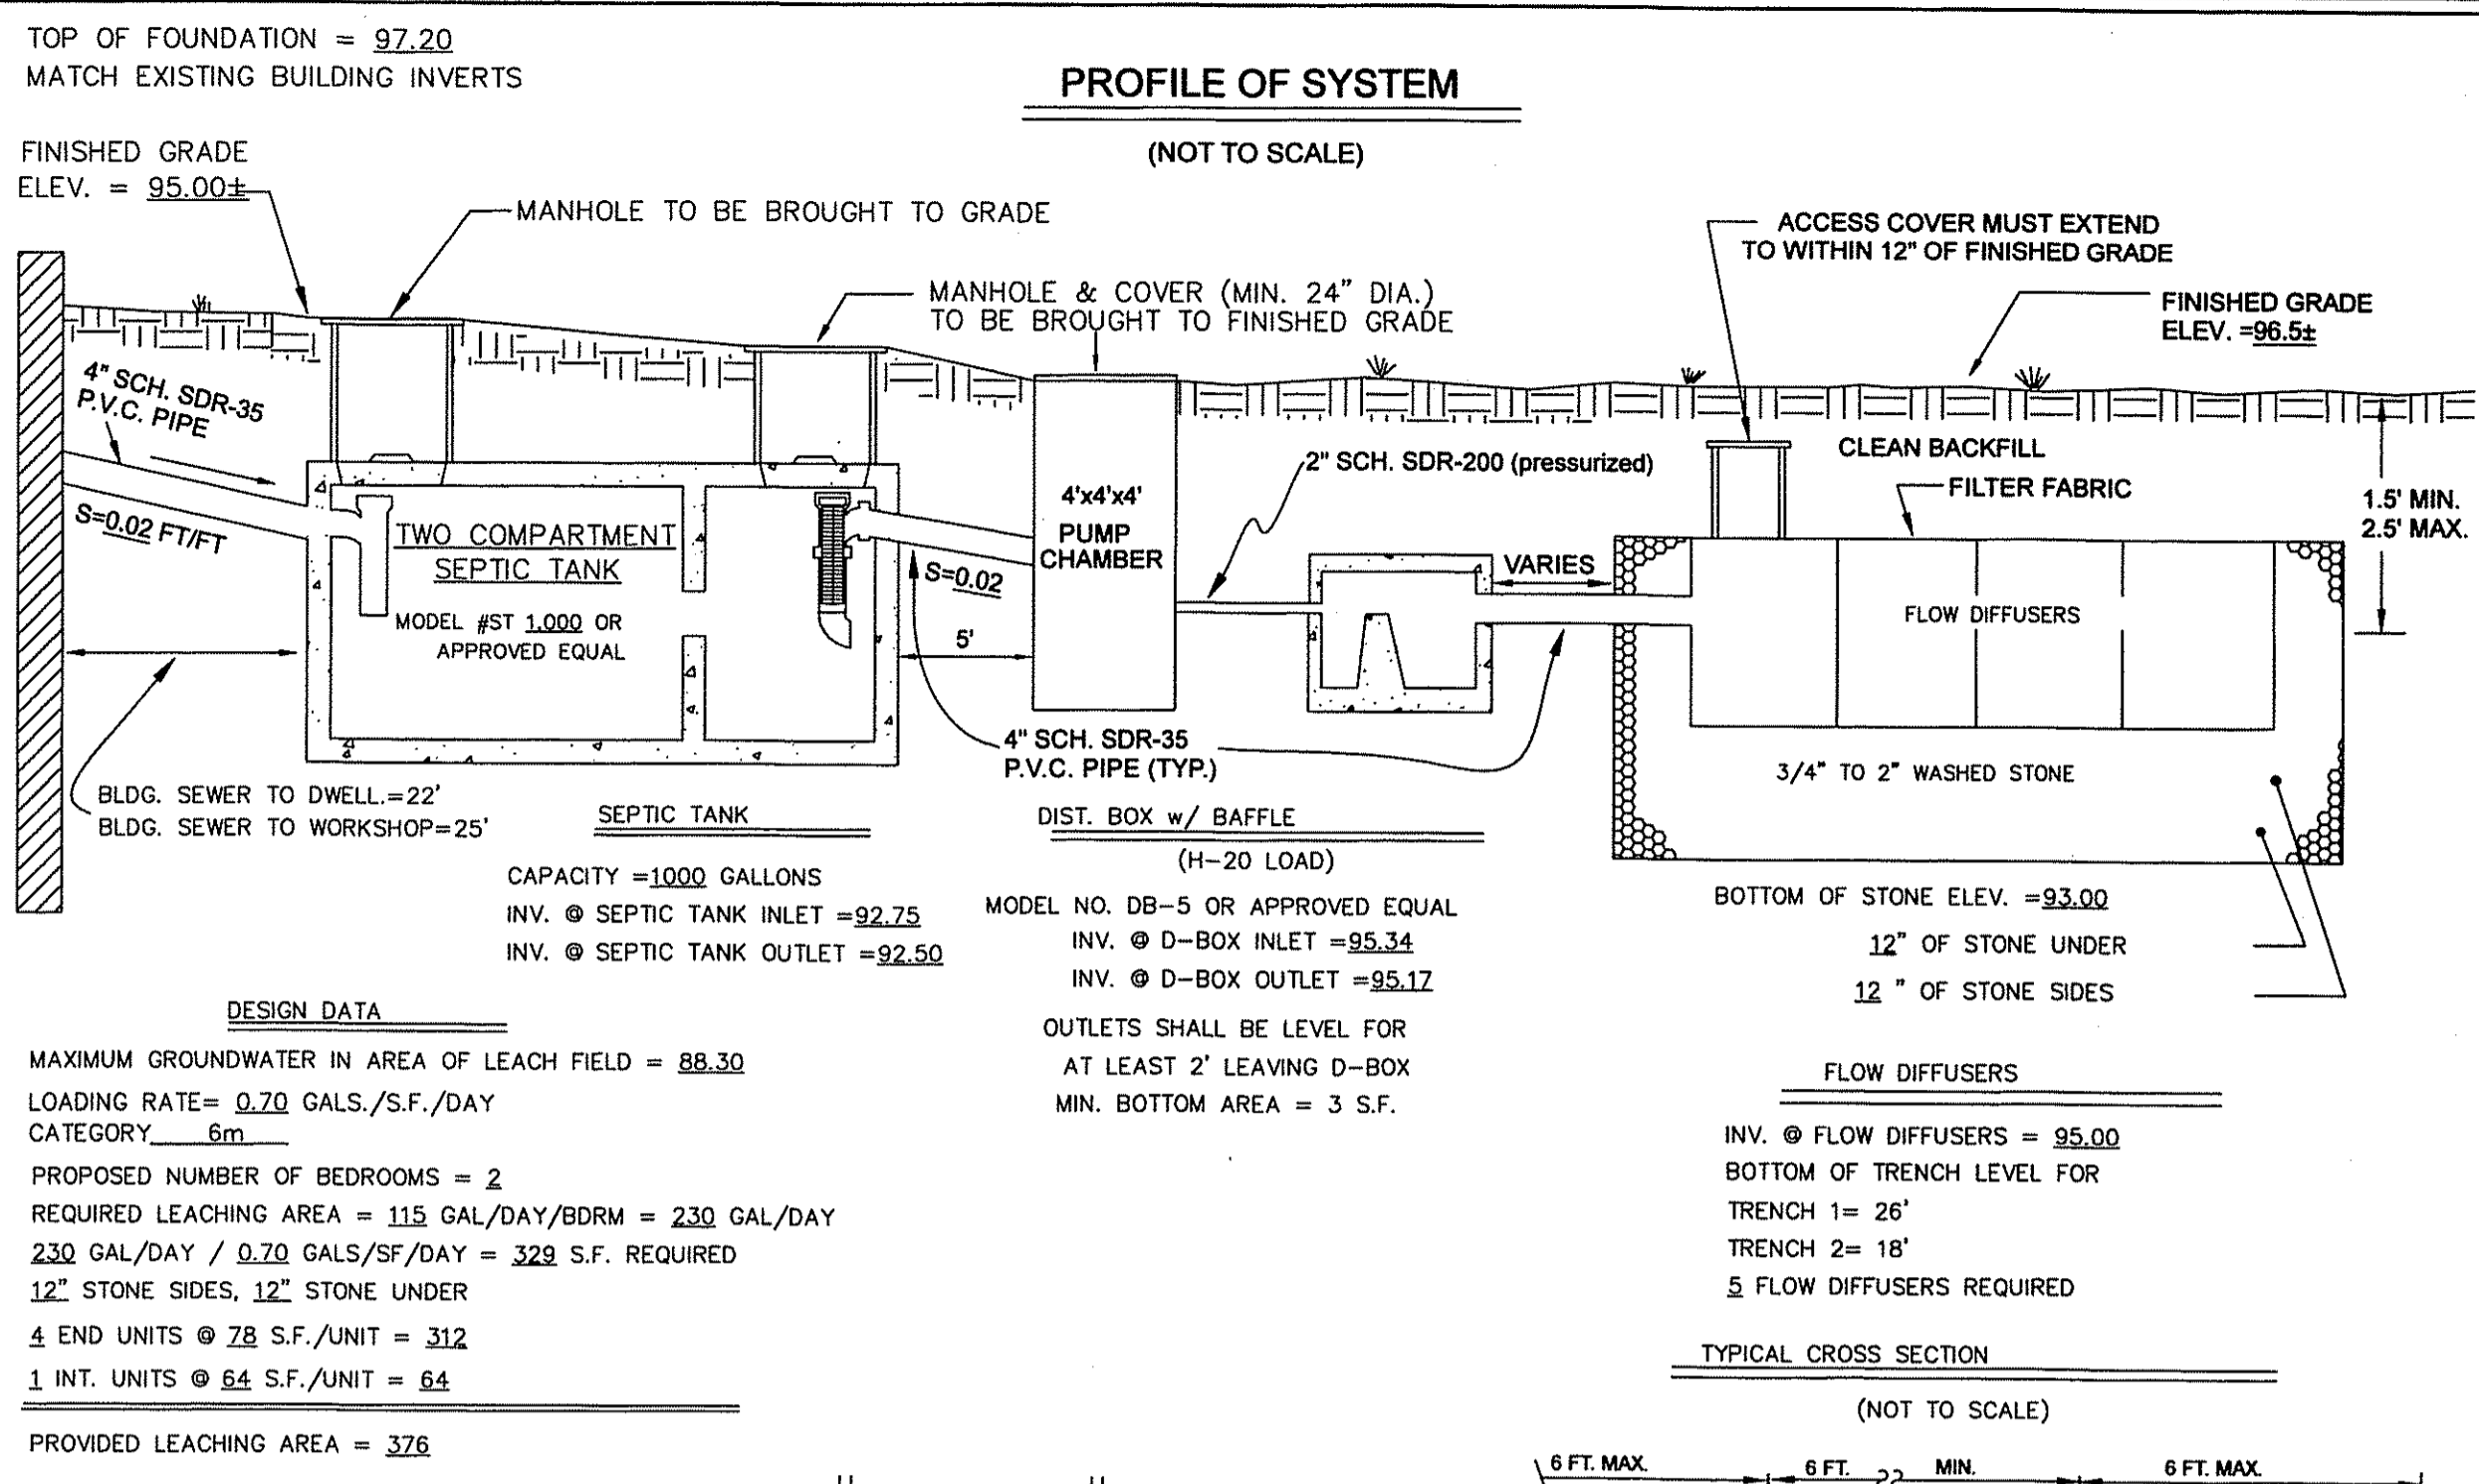 TOP OF FOUNDATION = 97.20
MATCH EXISTING BUILDING INVERTS
PROFILE OF SYSTEM
(NOT TO SCALE)
FINISHED GRADE
ELEV. = 95.00±
MANHOLE TO BE BROUGHT TO GRADE
MANHOLE & COVER (MIN. 24" DIA.)
TO BE BROUGHT TO FINISHED GRADE
ACCESS COVER MUST EXTEND
TO WITHIN 12" OF FINISHED GRADE
FINISHED GRADE
ELEV. =96.5±
4" SCH. SDR-35
P.V.C. PIPE
S=0.02 FT/FT
TWO COMPARTMENT
SEPTIC TANK
MODEL #ST 1,000 OR
APPROVED EQUAL
S=0.02
5'
4'x4'x4'
PUMP
CHAMBER
2" SCH. SDR-200 (pressurized)
VARIES
CLEAN BACKFILL
FILTER FABRIC
FLOW DIFFUSERS
1.5' MIN.
2.5' MAX.
3/4" TO 2" WASHED STONE
4" SCH. SDR-35
P.V.C. PIPE (TYP.)
BLDG. SEWER TO DWELL.=22'
BLDG. SEWER TO WORKSHOP=25'
SEPTIC TANK
CAPACITY =1000 GALLONS
INV. @ SEPTIC TANK INLET =92.75
INV. @ SEPTIC TANK OUTLET =92.50
DIST. BOX w/ BAFFLE
(H-20 LOAD)
MODEL NO. DB-5 OR APPROVED EQUAL
INV. @ D-BOX INLET =95.34
INV. @ D-BOX OUTLET =95.17
OUTLETS SHALL BE LEVEL FOR
AT LEAST 2' LEAVING D-BOX
MIN. BOTTOM AREA = 3 S.F.
BOTTOM OF STONE ELEV. =93.00
12" OF STONE UNDER
12 " OF STONE SIDES
DESIGN DATA
MAXIMUM GROUNDWATER IN AREA OF LEACH FIELD = 88.30
LOADING RATE= 0.70 GALS./S.F./DAY
CATEGORY 6m
PROPOSED NUMBER OF BEDROOMS = 2
REQUIRED LEACHING AREA = 115 GAL/DAY/BDRM = 230 GAL/DAY
230 GAL/DAY / 0.70 GALS/SF/DAY = 329 S.F. REQUIRED
12" STONE SIDES, 12" STONE UNDER
4 END UNITS @ 78 S.F./UNIT = 312
1 INT. UNITS @ 64 S.F./UNIT = 64
PROVIDED LEACHING AREA = 376
FLOW DIFFUSERS
INV. @ FLOW DIFFUSERS = 95.00
BOTTOM OF TRENCH LEVEL FOR
TRENCH 1= 26'
TRENCH 2= 18'
5 FLOW DIFFUSERS REQUIRED
TYPICAL CROSS SECTION
(NOT TO SCALE)
6 FT. MAX. 6 FT. MIN. 6 FT. MAX.